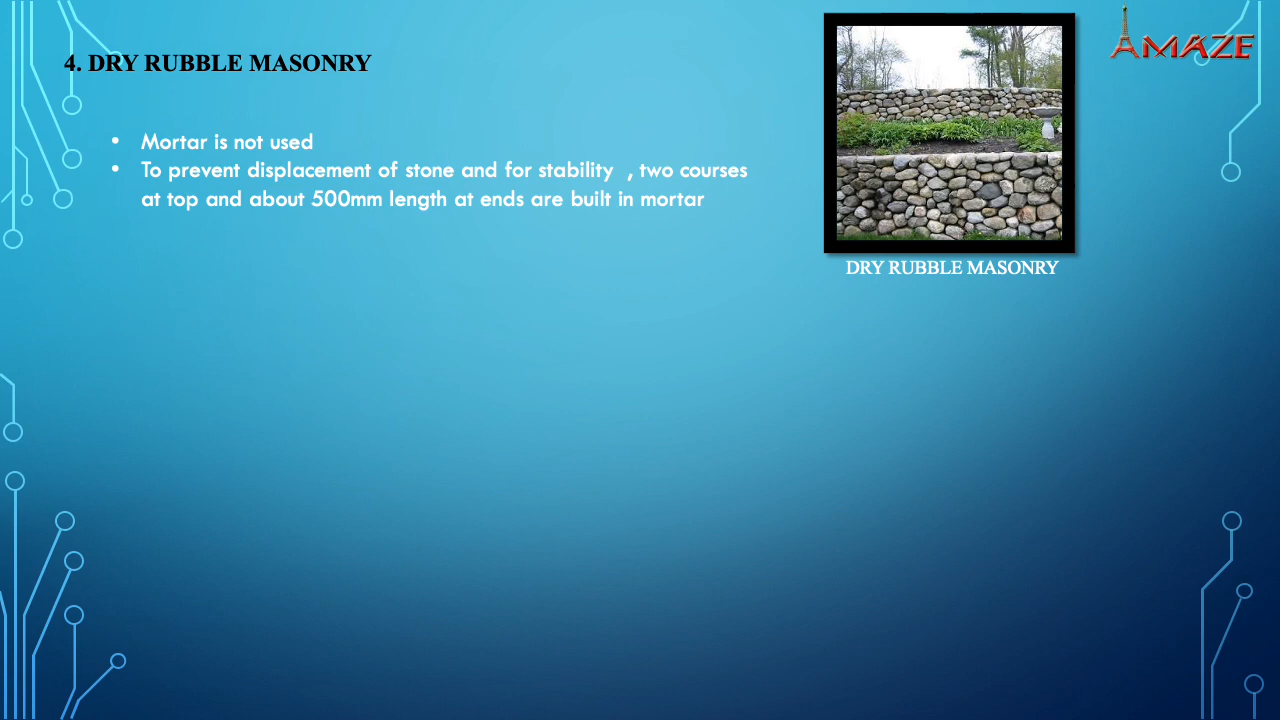 4. DRY RUBBLE MASONRY
AMAZE
• Mortar is not used
• To prevent displacement of stone and for stability  , two courses
at top and about 500mm length at ends are built in mortar
DRY RUBBLE MASONRY